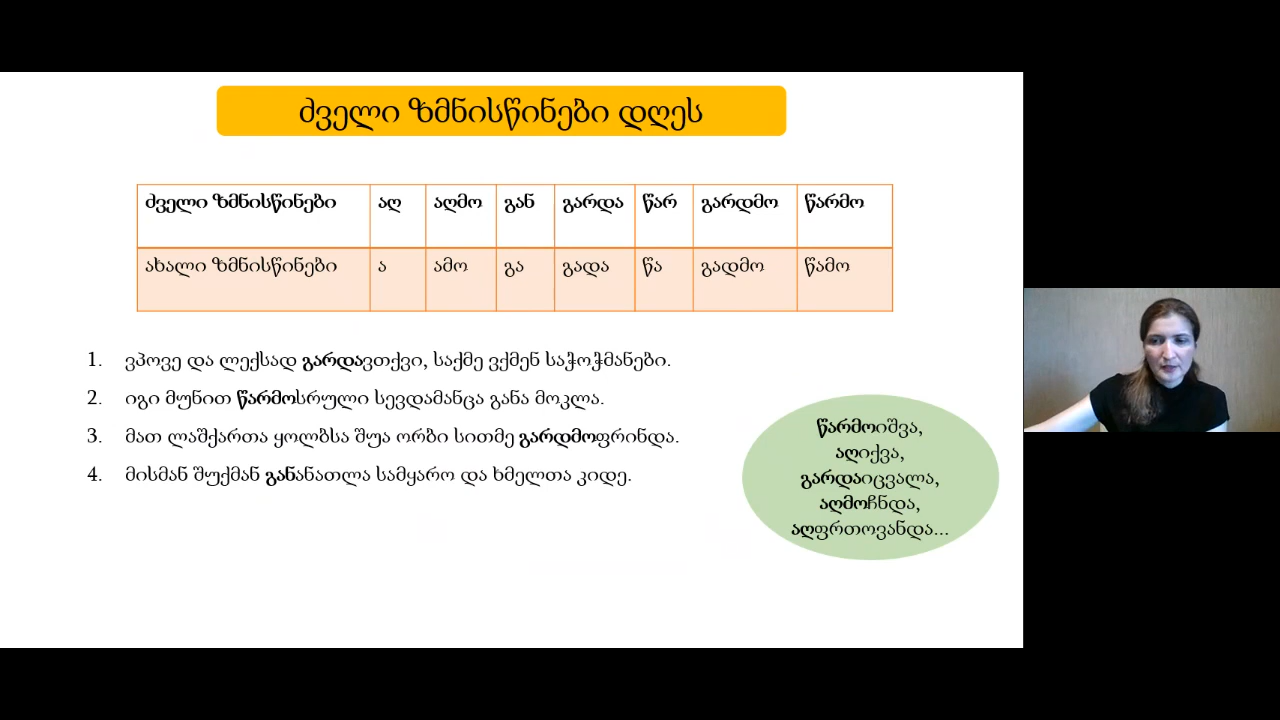 ძველი ზმნისწინები დღეს
ძველი ზმნისწინები აღ აღმო გან გარდა წარ გარდმო წარმო
ახალი ზმნისწინები ა ამო გა გადა წა გადმო წამო
1. ვპოვე და ლექსად გარდავთქვი, საქმე ვქმენ საჭოჭმანები.
2. იგი მუნით წარმოსრული სევდამანცა განა მოკლა.
3. მათ ლაშქართა ყოლბსა შუა ორბი სითმე გარდმოფრინდა.
4. მისმან შუქმან განანათლა სამყარო და ხმელთა კიდე.
წარმოიშვა,
აღიქვა,
გარდაიცვალა,
აღმოჩნდა,
აღფრთოვანდა...